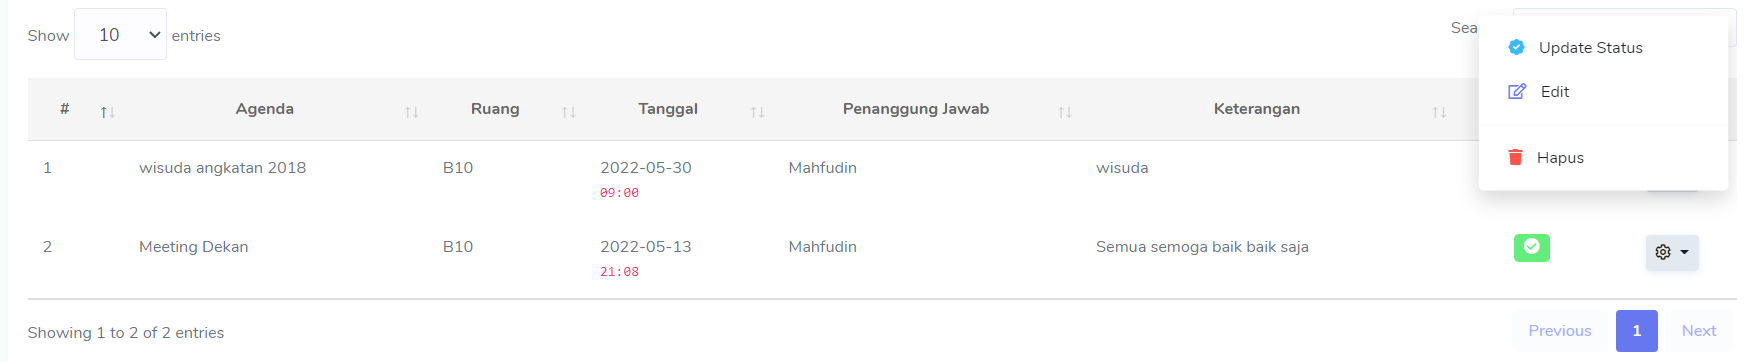 Show 10 entries
Sea
Update Status
Edit
Hapus
# Agenda Ruang Tanggal Penanggung Jawab Keterangan
1 wisuda angkatan 2018 B10 2022-05-30 Mahfudin wisuda
09:00
2 Meeting Dekan B10 2022-05-13 Mahfudin Semua semoga baik baik saja
21:08
Showing 1 to 2 of 2 entries
Previous 1 Next